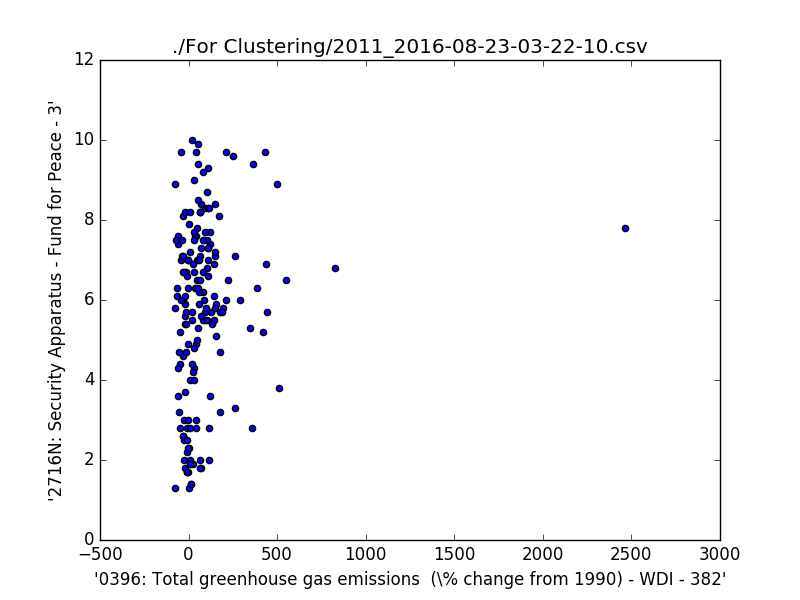 ./For Clustering/2011_2016-08-23-03-22-10.csv
12
10
8
6
4
2
0
'2716N: Security Apparatus - Fund for Peace - 3'
−500 0 500 1000 1500 2000 2500 3000
'0396: Total greenhouse gas emissions  (\% change from 1990) - WDI - 382'